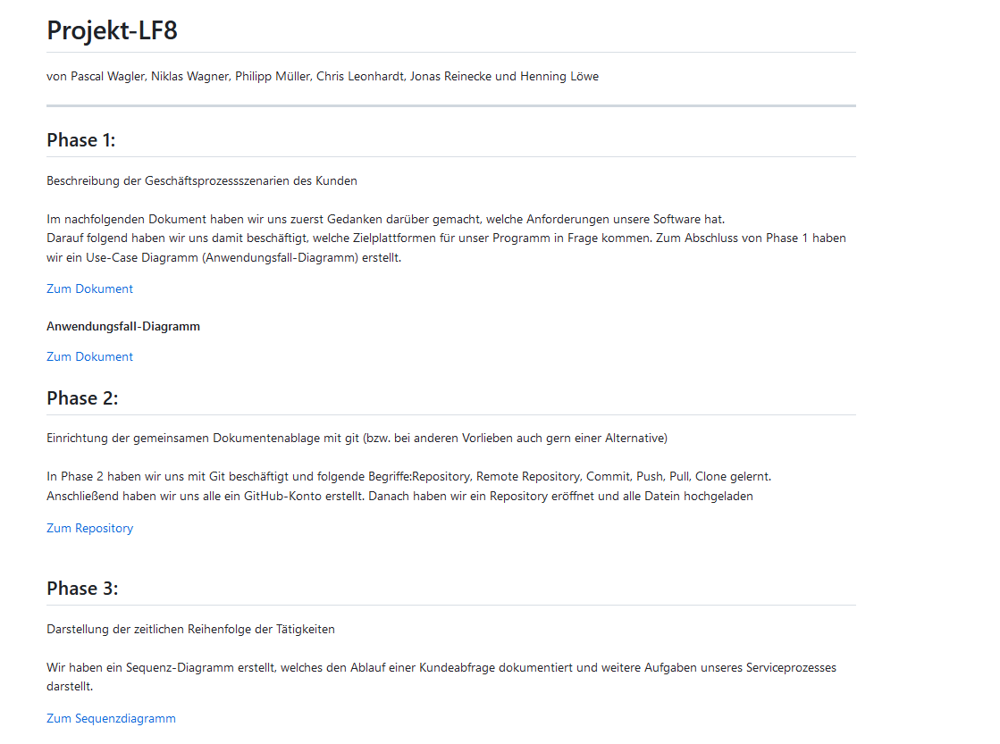 Projekt-LF8
von Pascal Wagler, Niklas Wagner, Philipp Müller, Chris Leonhardt, Jonas Reinecke und Henning Löwe
Phase 1:
Beschreibung der Geschäftsprozessszenarien des Kunden
Im nachfolgenden Dokument haben wir uns zuerst Gedanken darüber gemacht, welche Anforderungen unsere Software hat.
Darauf folgend haben wir uns damit beschäftigt, welche Zielplattformen für unser Programm in Frage kommen. Zum Abschluss von Phase 1 haben
wir ein Use-Case Diagramm (Anwendungsfall-Diagramm) erstellt.
Zum Dokument
Anwendungsfall-Diagramm
Zum Dokument
Phase 2:
Einrichtung der gemeinsamen Dokumentenablage mit git (bzw. bei anderen Vorlieben auch gern einer Alternative)
In Phase 2 haben wir uns mit Git beschäftigt und folgende Begriffe:Repository, Remote Repository, Commit, Push, Pull, Clone gelernt.
Anschließend haben wir uns alle ein GitHub-Konto erstellt. Danach haben wir ein Repository eröffnet und alle Datein hochgeladen
Zum Repository
Phase 3:
Darstellung der zeitlichen Reihenfolge der Tätigkeiten
Wir haben ein Sequenz-Diagramm erstellt, welches den Ablauf einer Kundeabfrage dokumentiert und weitere Aufgaben unseres Serviceprozesses
darstellt.
Zum Sequenzdiagramm